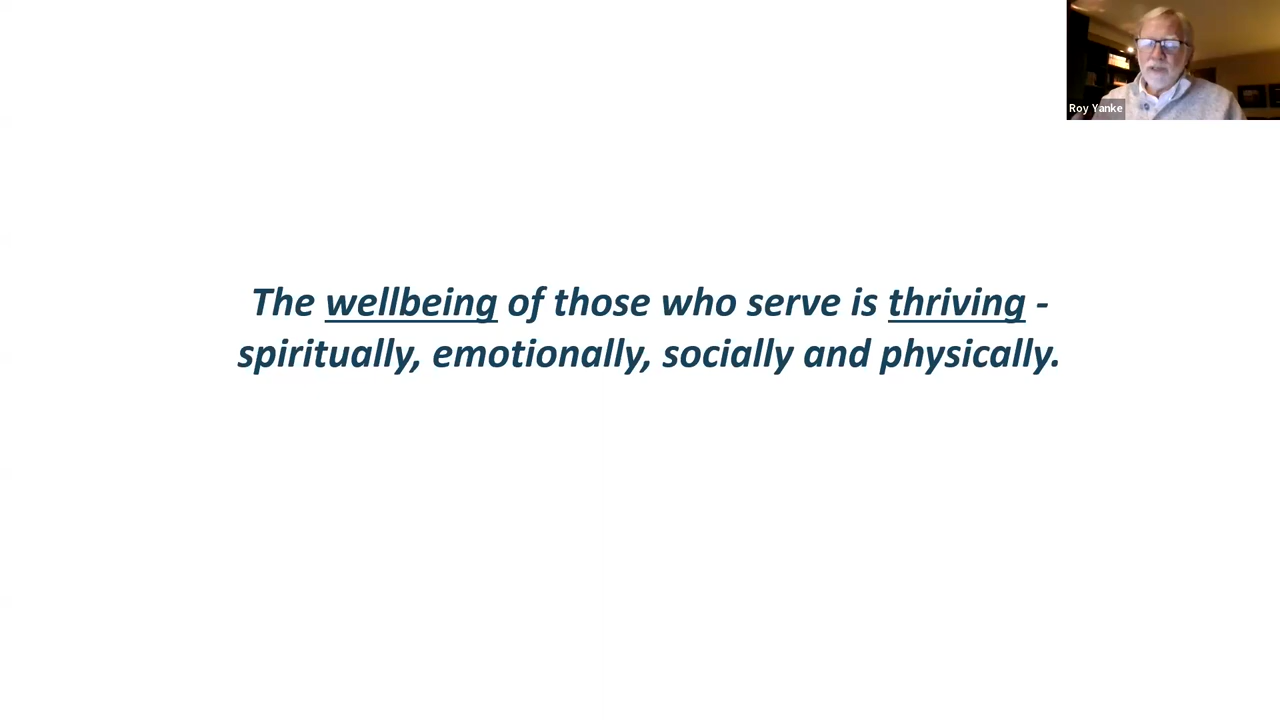 Roy Yanke
The wellbeing of those who serve is thriving -
spiritually, emotionally, socially and physically.